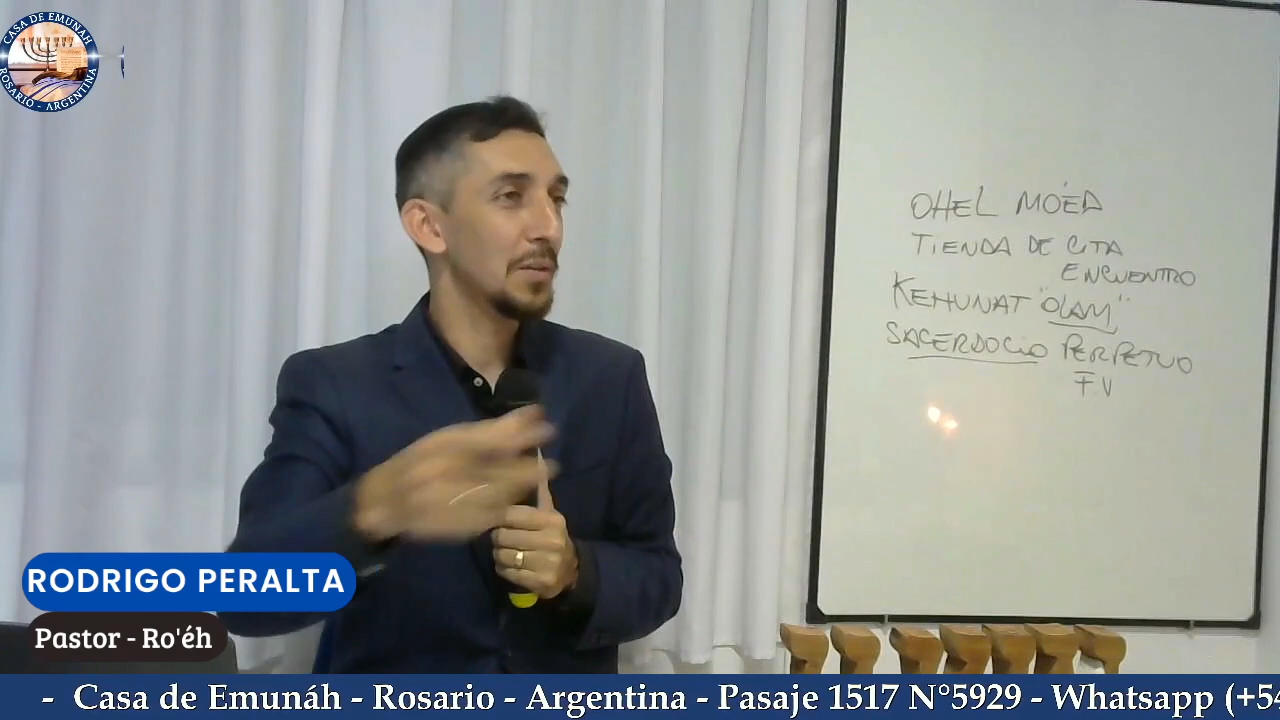 CASA DE EMUNÁH
ROSARIO - ARGENTINA
OHEL MOÉD
TIENDA DE CITA
ENCUENTRO
KEHUNAT "OLAM"
SACERDOCIO PERPETUO
F.V
RODRIGO PERALTA
Pastor - Ro'éh
- Casa de Emunáh - Rosario - Argentina - Pasaje 1517 N°5929 - Whatsapp (+54